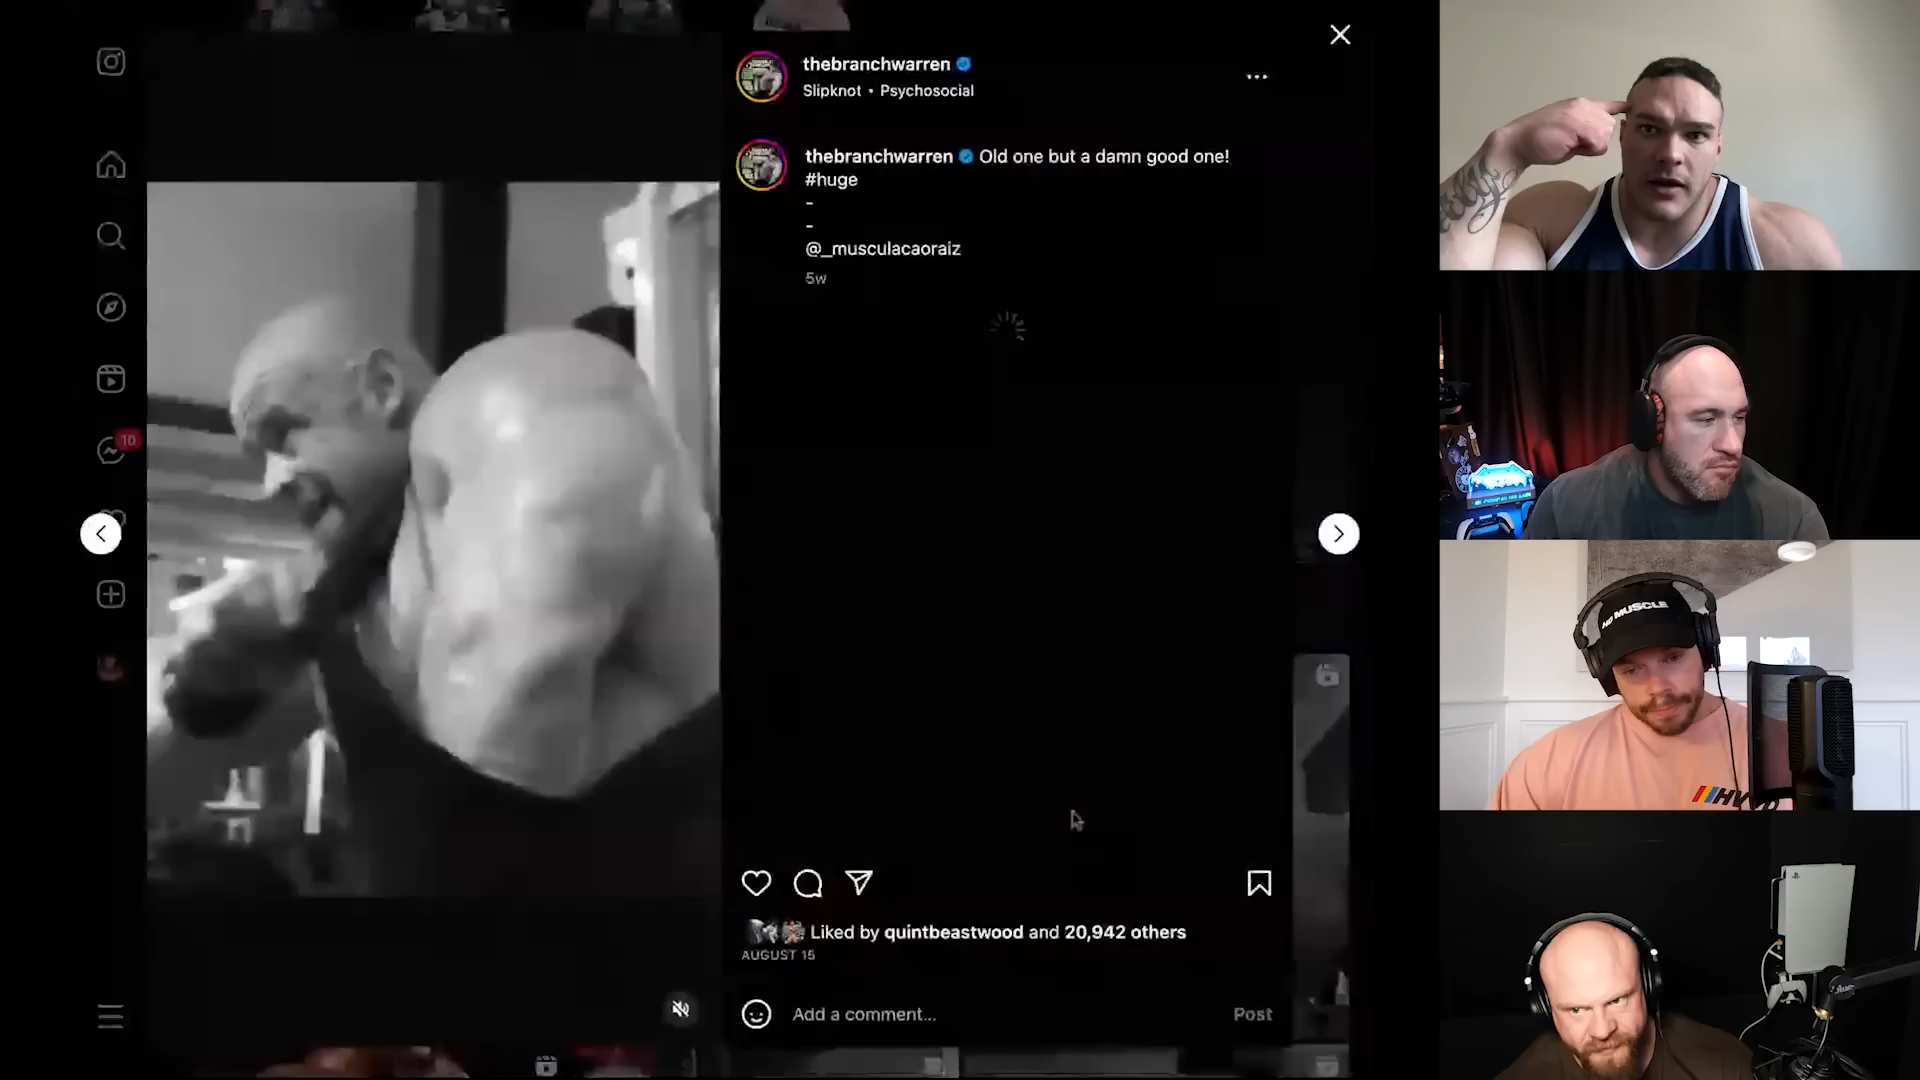 thebranchwarren
Slipknot • Psychosocial
thebranchwarren Old one but a damn good one!
#huge
-
-
@_musculacaoraiz
5w
10
Liked by quintbeastwood and 20,942 others
AUGUST 15
Add a comment...
Post
HD MUSCLE